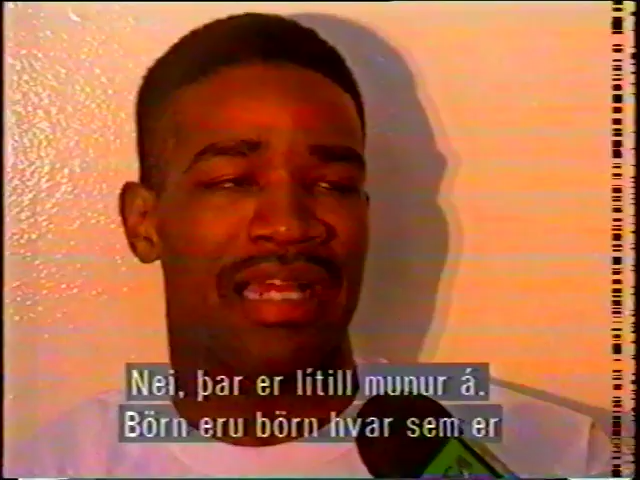 Nei, þar er lítill munur á.
Börn eru börn hvar sem er